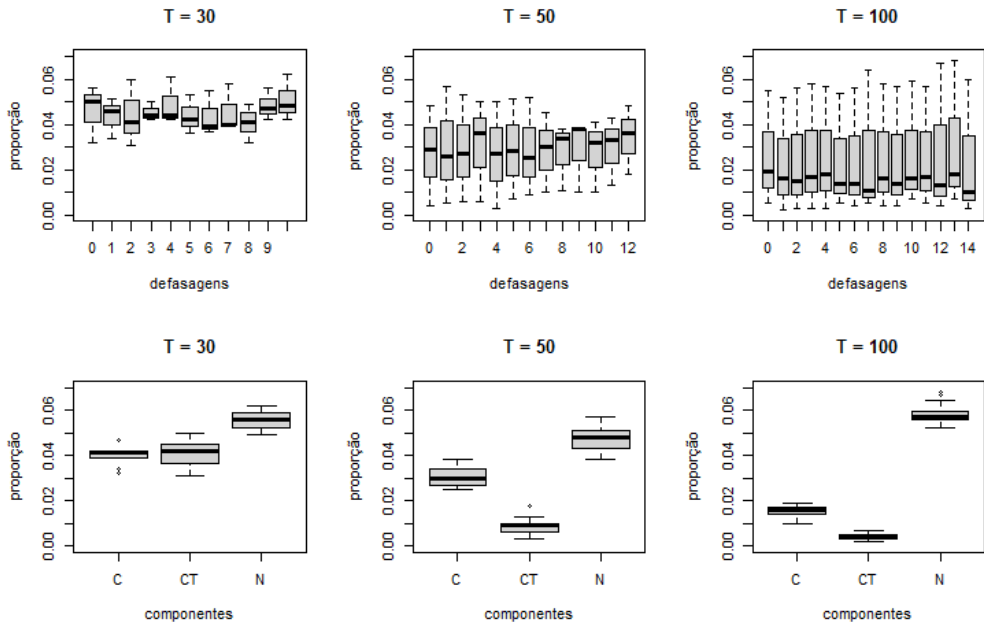 T = 30
proporção
0.00 0.02 0.04 0.06
0 1 2 3 4 5 6 7 8 9
defasagens
T = 50
proporção
0.00 0.02 0.04 0.06
0 2 4 6 8 10 12
defasagens
T = 100
proporção
0.00 0.02 0.04 0.06
0 2 4 6 8 10 12 14
defasagens
T = 30
proporção
0.00 0.02 0.04 0.06
C CT N
componentes
T = 50
proporção
0.00 0.02 0.04 0.06
C CT N
componentes
T = 100
proporção
0.00 0.02 0.04 0.06
C CT N
componentes